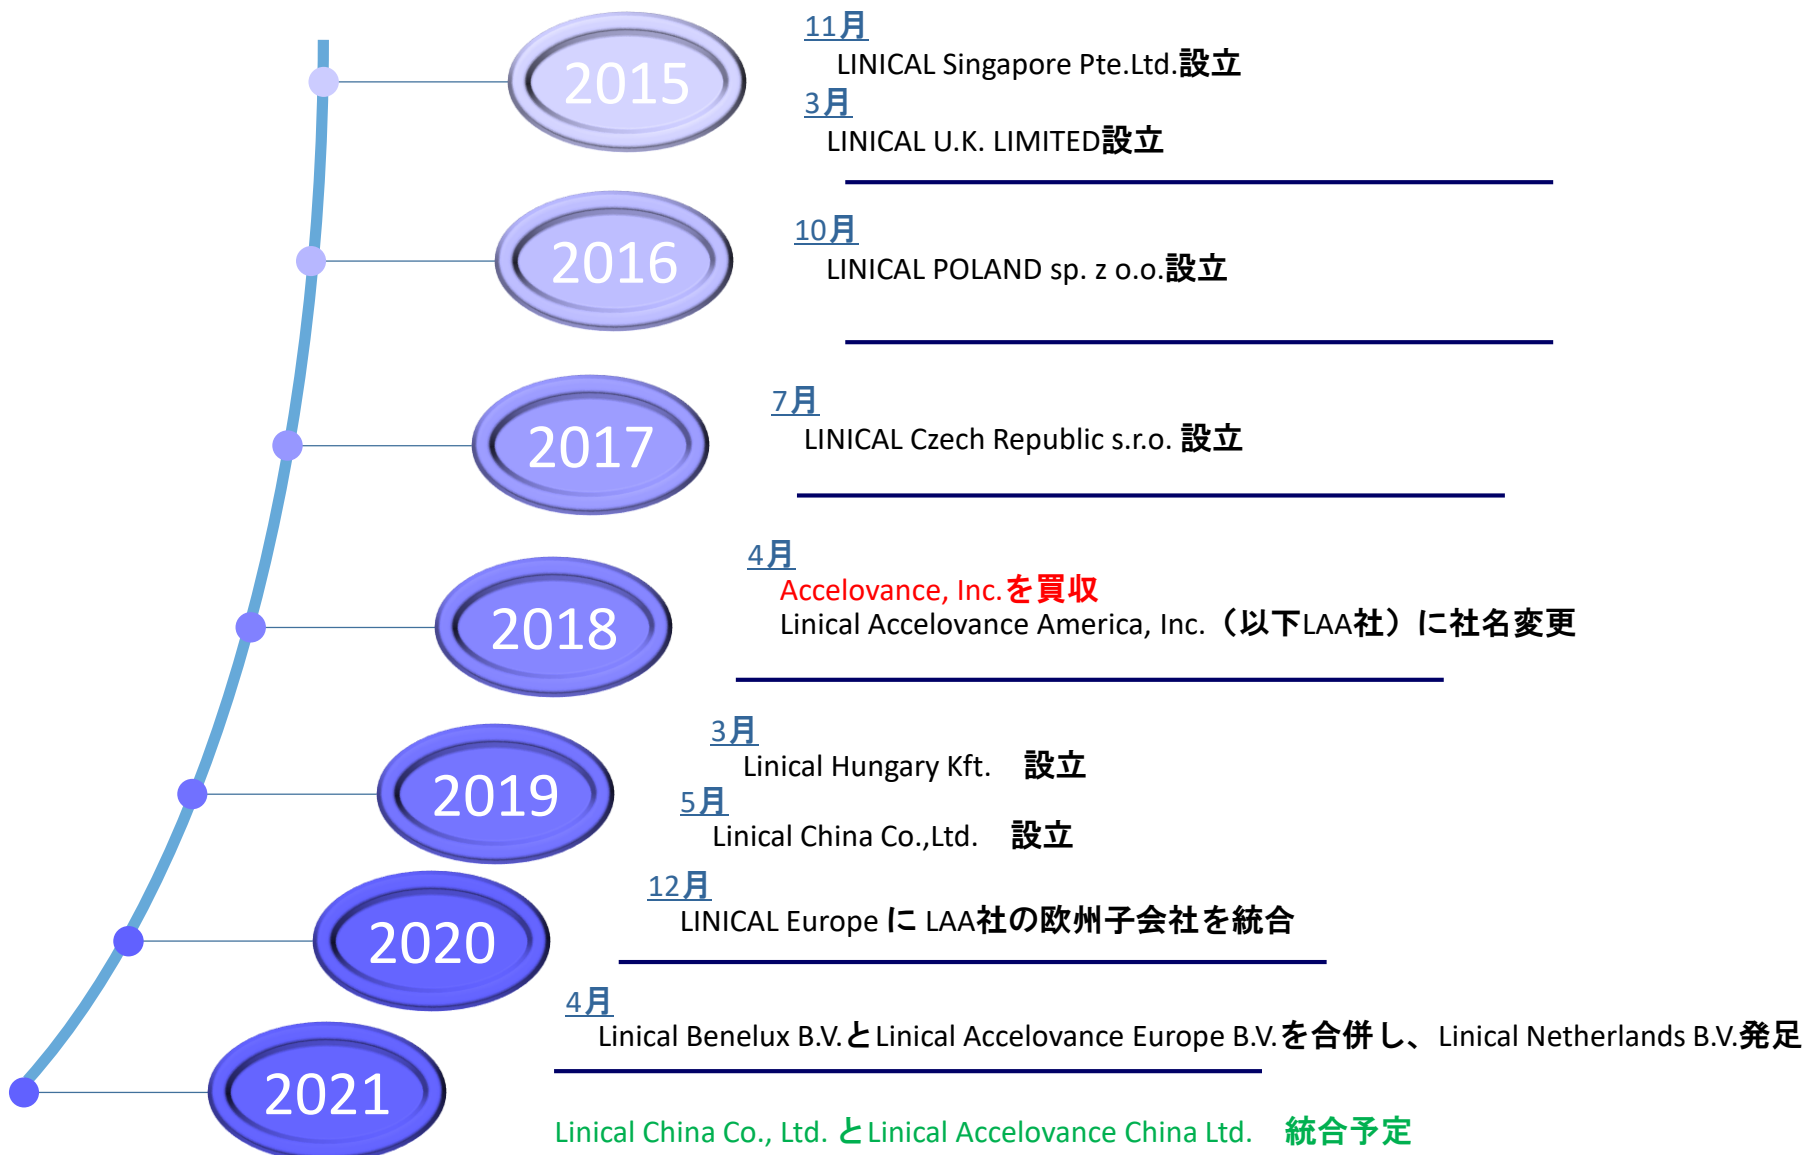 2015
11月
LINICAL Singapore Pte.Ltd.設立
3月
LINICAL U.K. LIMITED設立
2016
10月
LINICAL POLAND sp. z o.o.設立
2017
7月
LINICAL Czech Republic s.r.o. 設立
2018
4月
Accelovance, Inc.を買収
Linical Accelovance America, Inc.（以下LAA社）に社名変更
2019
3月
Linical Hungary Kft.　設立
5月
Linical China Co.,Ltd.　設立
2020
12月
LINICAL Europe に LAA社の欧州子会社を統合
2021
4月
Linical Benelux B.V.とLinical Accelovance Europe B.V.を合併し、Linical Netherlands B.V.発足
Linical China Co., Ltd. とLinical Accelovance China Ltd.　統合予定